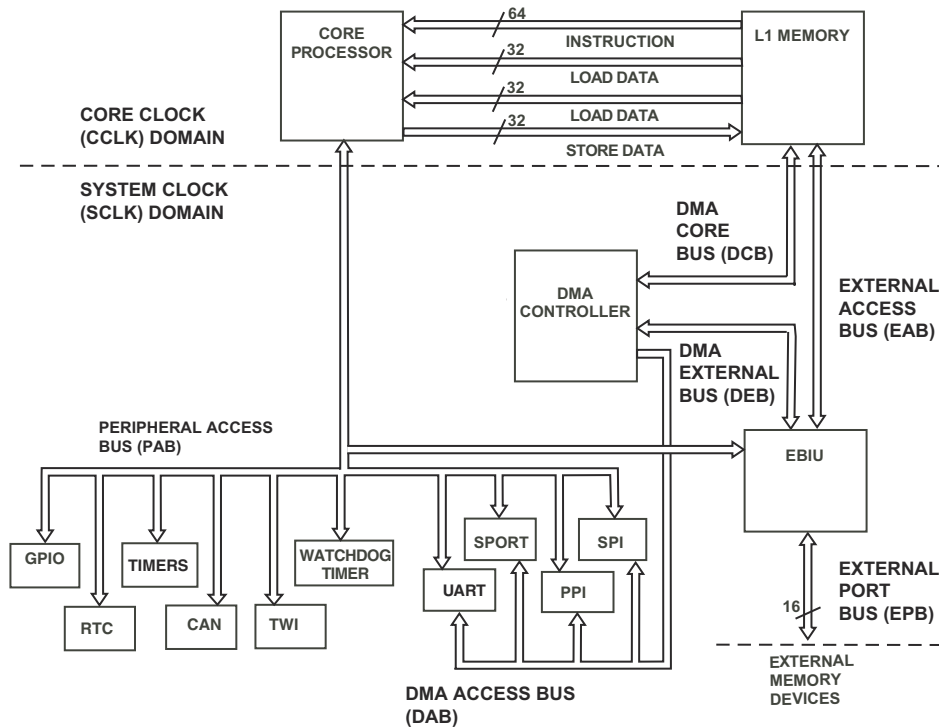 CORE
PROCESSOR
64
INSTRUCTION
L1 MEMORY
32
LOAD DATA
32
LOAD DATA
32
STORE DATA
CORE CLOCK
(CCLK) DOMAIN
SYSTEM CLOCK
(SCLK) DOMAIN
DMA
CORE
BUS (DCB)
DMA
CONTROLLER
EXTERNAL
ACCESS
BUS (EAB)
DMA
EXTERNAL
BUS (DEB)
PERIPHERAL ACCESS
BUS (PAB)
EBIU
GPIO
TIMERS
WATCHDOG
TIMER
SPORT
SPI
RTC
CAN
TWI
UART
PPI
EXTERNAL
PORT
BUS (EPB)
16
EXTERNAL
MEMORY
DEVICES
DMA ACCESS BUS
(DAB)